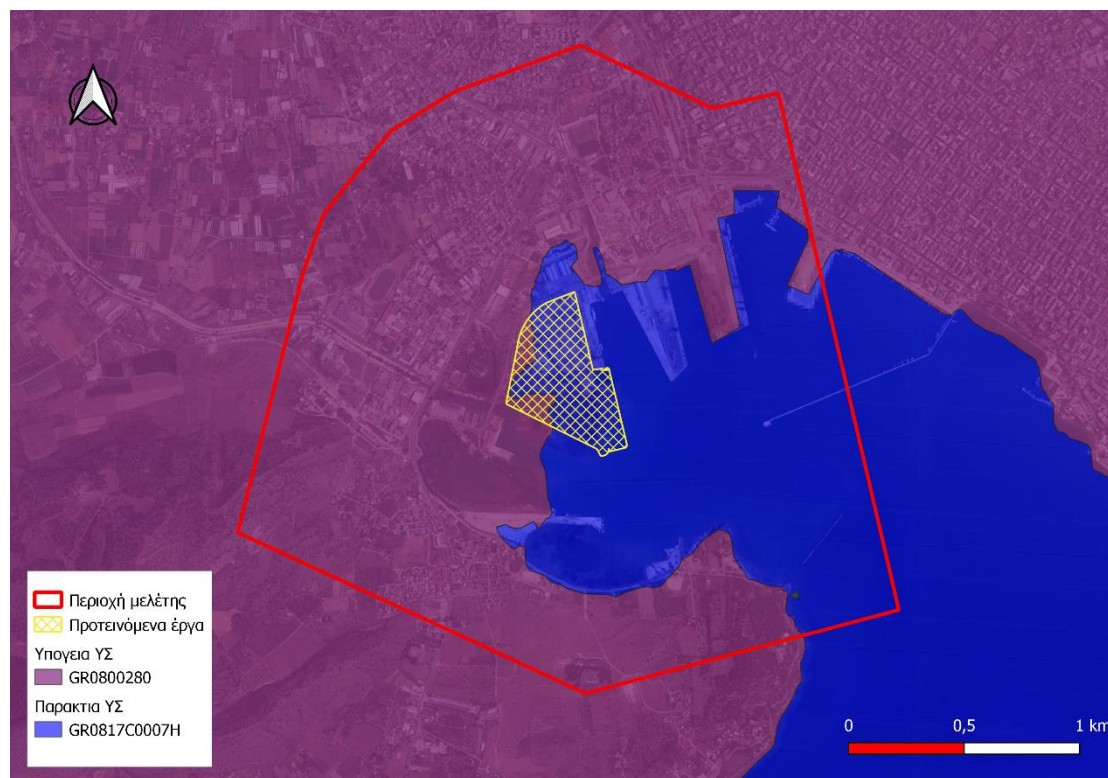 Περιοχή μελέτης
Προτεινόμενα έργα
Υπογεια ΥΣ
GR0800280
Παρακτια ΥΣ
GR0817C0007H
0 0,5 1 km